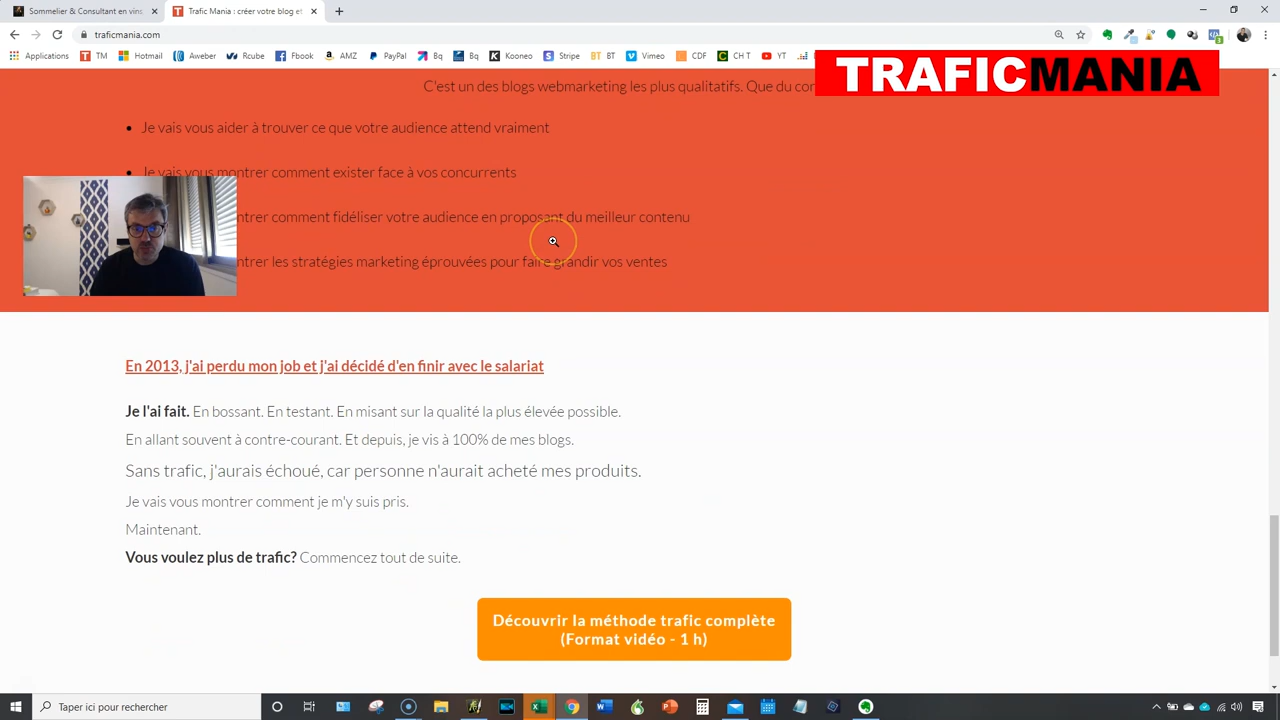 Sommelier & Consultant en vins
Trafic Mania : créer votre blog et
traficmania.com
Applications TM Hotmail Aweber Rcube Fbook AMZ PayPal Bq Bq Kooneo Stripe BT Vimeo CDF CH T YT
TRAFICMANIA
C'est un des blogs webmarketing les plus qualitatifs. Que du
Je vais vous aider à trouver ce que votre audience attend vraiment
Je vais vous montrer comment exister face à vos concurrents
ntrer comment fidéliser votre audience en proposant du meilleur contenu
ntrer les stratégies marketing éprouvées pour faire grandir vos ventes
En 2013, j'ai perdu mon job et j'ai décidé d'en finir avec le salariat
Je l'ai fait. En bossant. En testant. En misant sur la qualité la plus élevée possible.
En allant souvent à contre-courant. Et depuis, je vis à 100% de mes blogs.
Sans trafic, j'aurais échoué, car personne n'aurait acheté mes produits.
Je vais vous montrer comment je m'y suis pris.
Maintenant.
Vous voulez plus de trafic? Commencez tout de suite.
Découvrir la méthode trafic complète
(Format vidéo - 1 h)
Taper ici pour rechercher